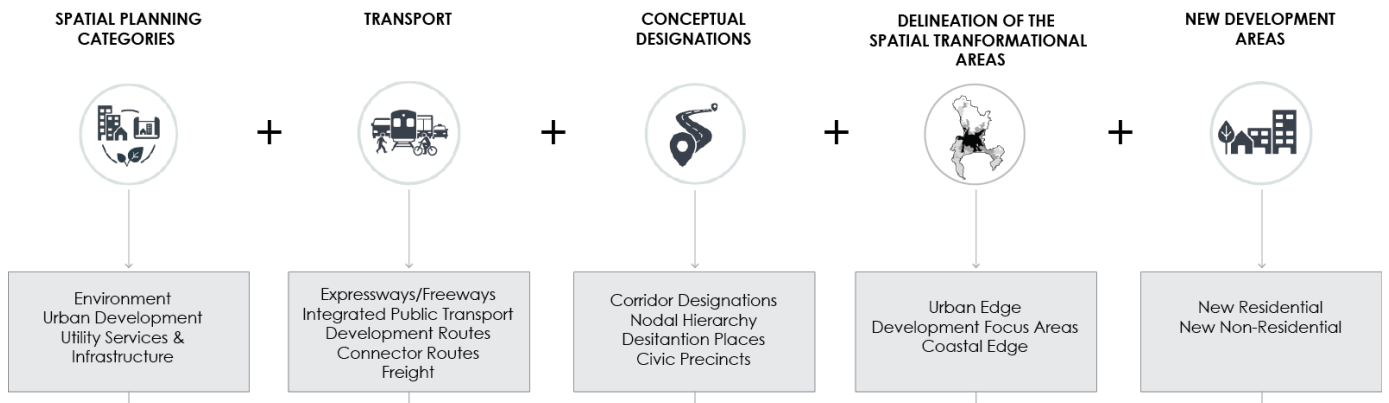 SPATIAL PLANNING
CATEGORIES
TRANSPORT
CONCEPTUAL
DESIGNATIONS
DELINEATION OF THE
SPATIAL TRANFORMATIONAL
AREAS
NEW DEVELOPMENT
AREAS
+
+
+
+
Environment
Urban Development
Utility Services &
Infrastructure
Expressways/Freeways
Integrated Public Transport
Development Routes
Connector Routes
Freight
Corridor Designations
Nodal Hierarchy
Desitantion Places
Civic Precincts
Urban Edge
Development Focus Areas
Coastal Edge
New Residential
New Non-Residential